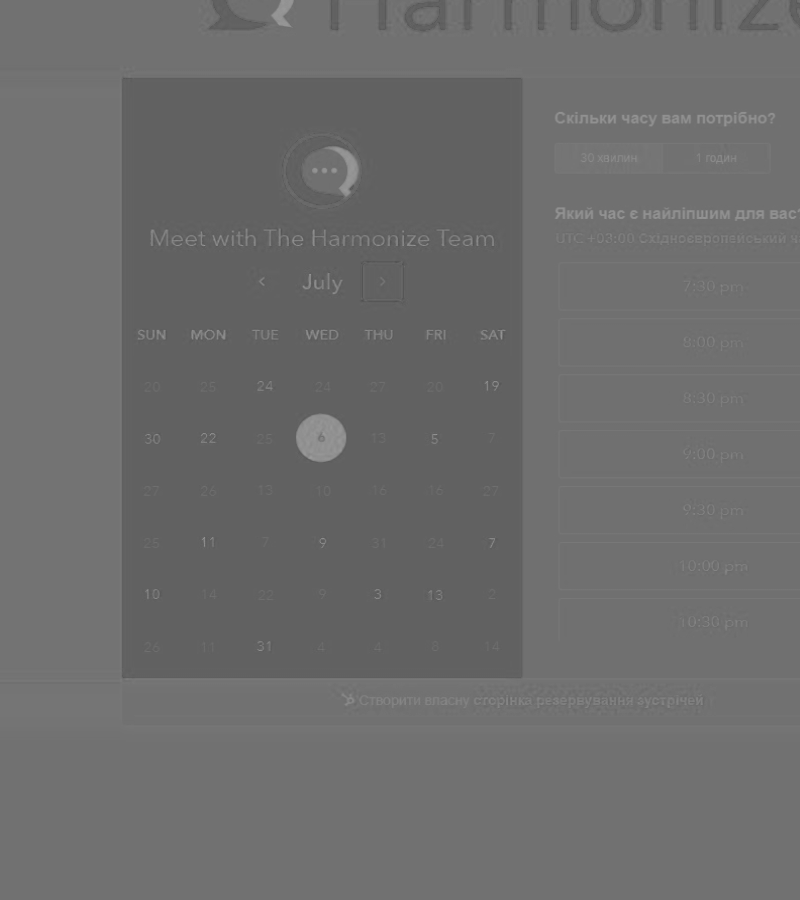 Harmonize
Скільки часу вам потрібно?
30 хвилин 1 годин
Meet with The Harmonize Team
Який час є найліпшим для вас?
UTC +03:00 Східноєвропейський ч
July
7:30 pm
SUN MON TUE WED THU FRI SAT
8:00 pm
20 25 24 24 27 20 19
8:30 pm
30 22 25 6 13 5 7
9:00 pm
27 26 13 10 16 16 27
9:30 pm
25 11 7 9 31 24 7
10:00 pm
10 14 22 9 3 13 2
10:30 pm
26 11 31 4 4 8 14
Створити власну сторінка резервування зустрічей